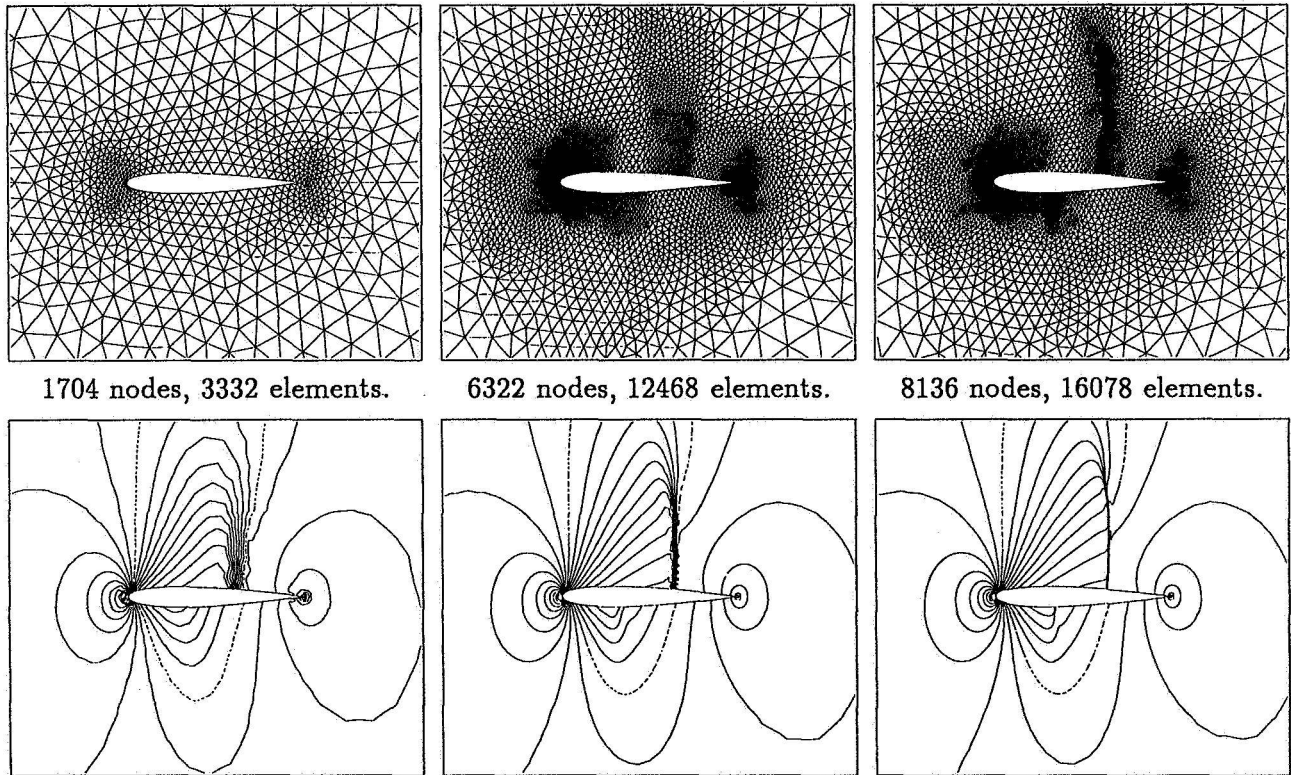 1704 nodes, 3332 elements.
6322 nodes, 12468 elements.
8136 nodes, 16078 elements.